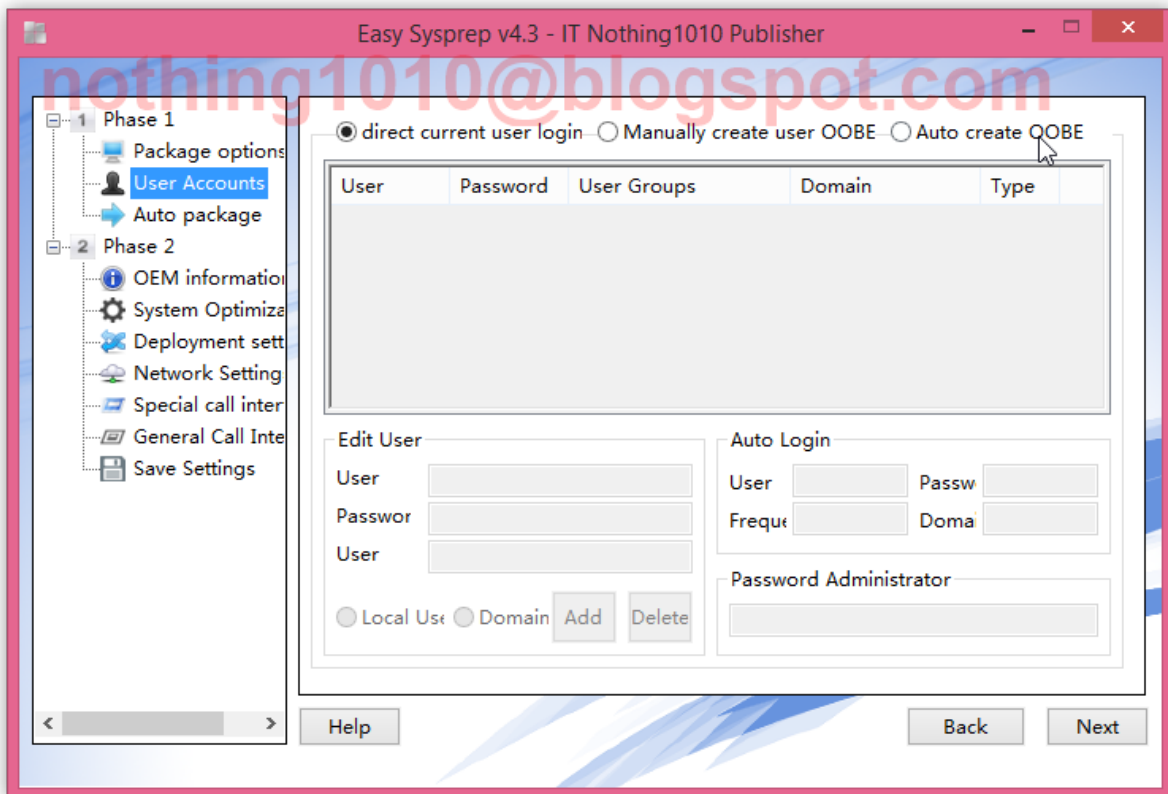 Easy Sysprep v4.3 - IT Nothing1010 Publisher
nothing1010@blogspot.com
1 Phase 1
Package options
User Accounts
Auto package
2 Phase 2
OEM information
System Optimiza
Deployment sett
Network Setting
Special call inter
General Call Inte
Save Settings
direct current user login Manually create user OOBE Auto create OOBE
User Password User Groups Domain Type
Edit User
User
Passwor
User
Local Use Domain Add Delete
Auto Login
User Passw
Freque Domai
Password Administrator
Help Back Next